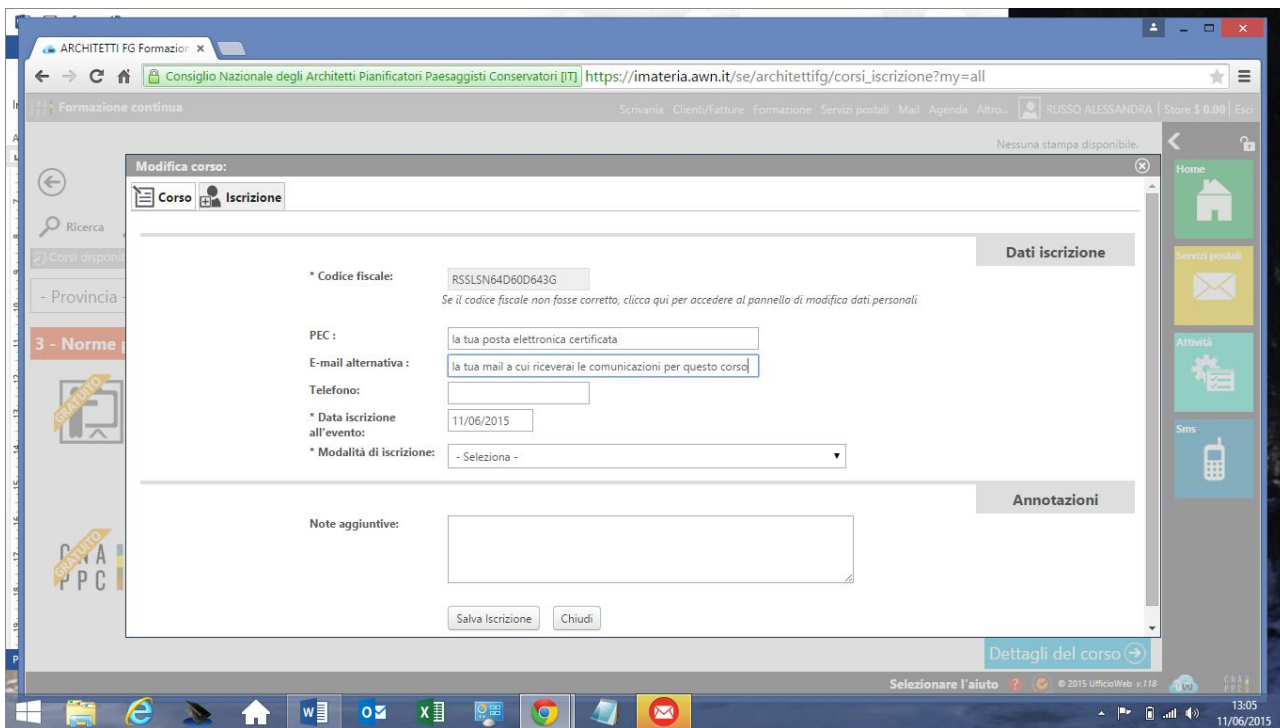 ARCHITETTI FG Formazior
Consiglio Nazionale degli Architetti Pianificatori Paesaggisti Conservatori [IT] https://imateria.awn.it/se/architettifg/corsi_iscrizione?my=all
Formazione continua
Scrivania Clienti/Fatture Formazione Servizi postali Mail Agenda Altro... RUSSO ALESSANDRA | Store $ 0.00 | Esci
Nessuna stampa disponibile.
Modifica corso:
Home
Corso Iscrizione
Ricerca
Dati iscrizione
Corsi disponit
Servizi postali
* Codice fiscale: RSSLSN64D60D643G
Se il codice fiscale non fosse corretto, clicca qui per accedere al pannello di modifica dati personali
- Provincia -
PEC : la tua posta elettronica certificata
3 - Norme p
Attività
E-mail alternativa : la tua mail a cui riceverai le comunicazioni per questo corso
Telefono:
GRATUITO
* Data iscrizione all'evento: 11/06/2015
Sms
* Modalità di iscrizione: - Seleziona -
Annotazioni
Note aggiuntive:
GRATUITO
CNA
PPC
Salva Iscrizione Chiudi
Dettagli del corso
Selezionare l'aiuto ? © 2015 UfficioWeb v.118
13:05
11/06/2015